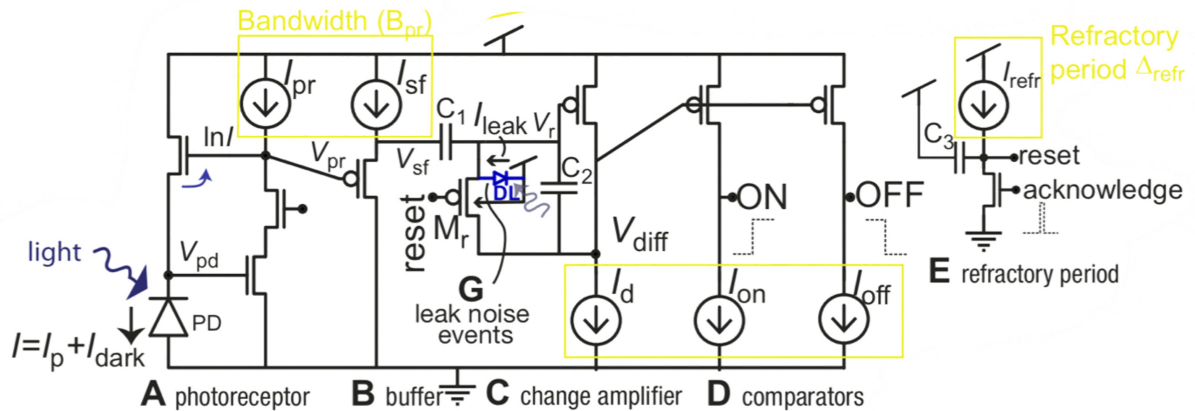 Bandwidth (Bpr)
Refractory
period Δrefr
Ipr
Isf
Irefr
C1
Ileak
Vr
lnI
Vpr
Vsf
C2
C3
reset
DL
ON
OFF
acknowledge
reset
Mr
Vdiff
light
Vpd
G
leak noise
events
Id
Ion
Ioff
E refractory period
PD
I=Ip+Idark
A photoreceptor
B buffer
C change amplifier
D comparators